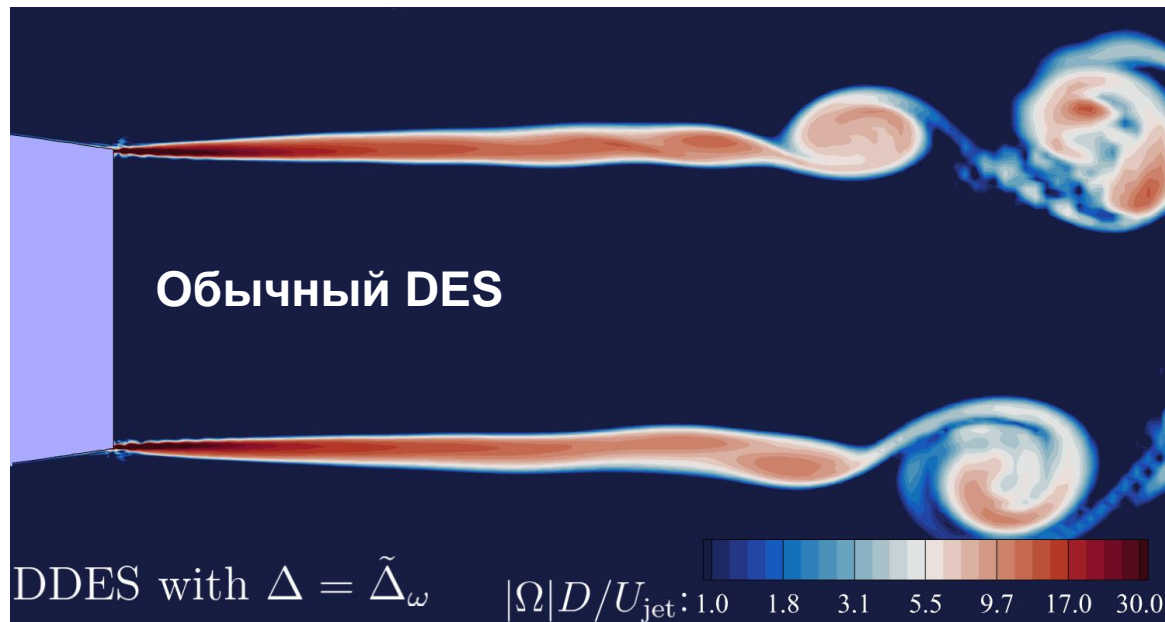 Обычный DES
DDES with Δ = Δ̃_ω
|Ω|D/U_jet: 1.0 1.8 3.1 5.5 9.7 17.0 30.0